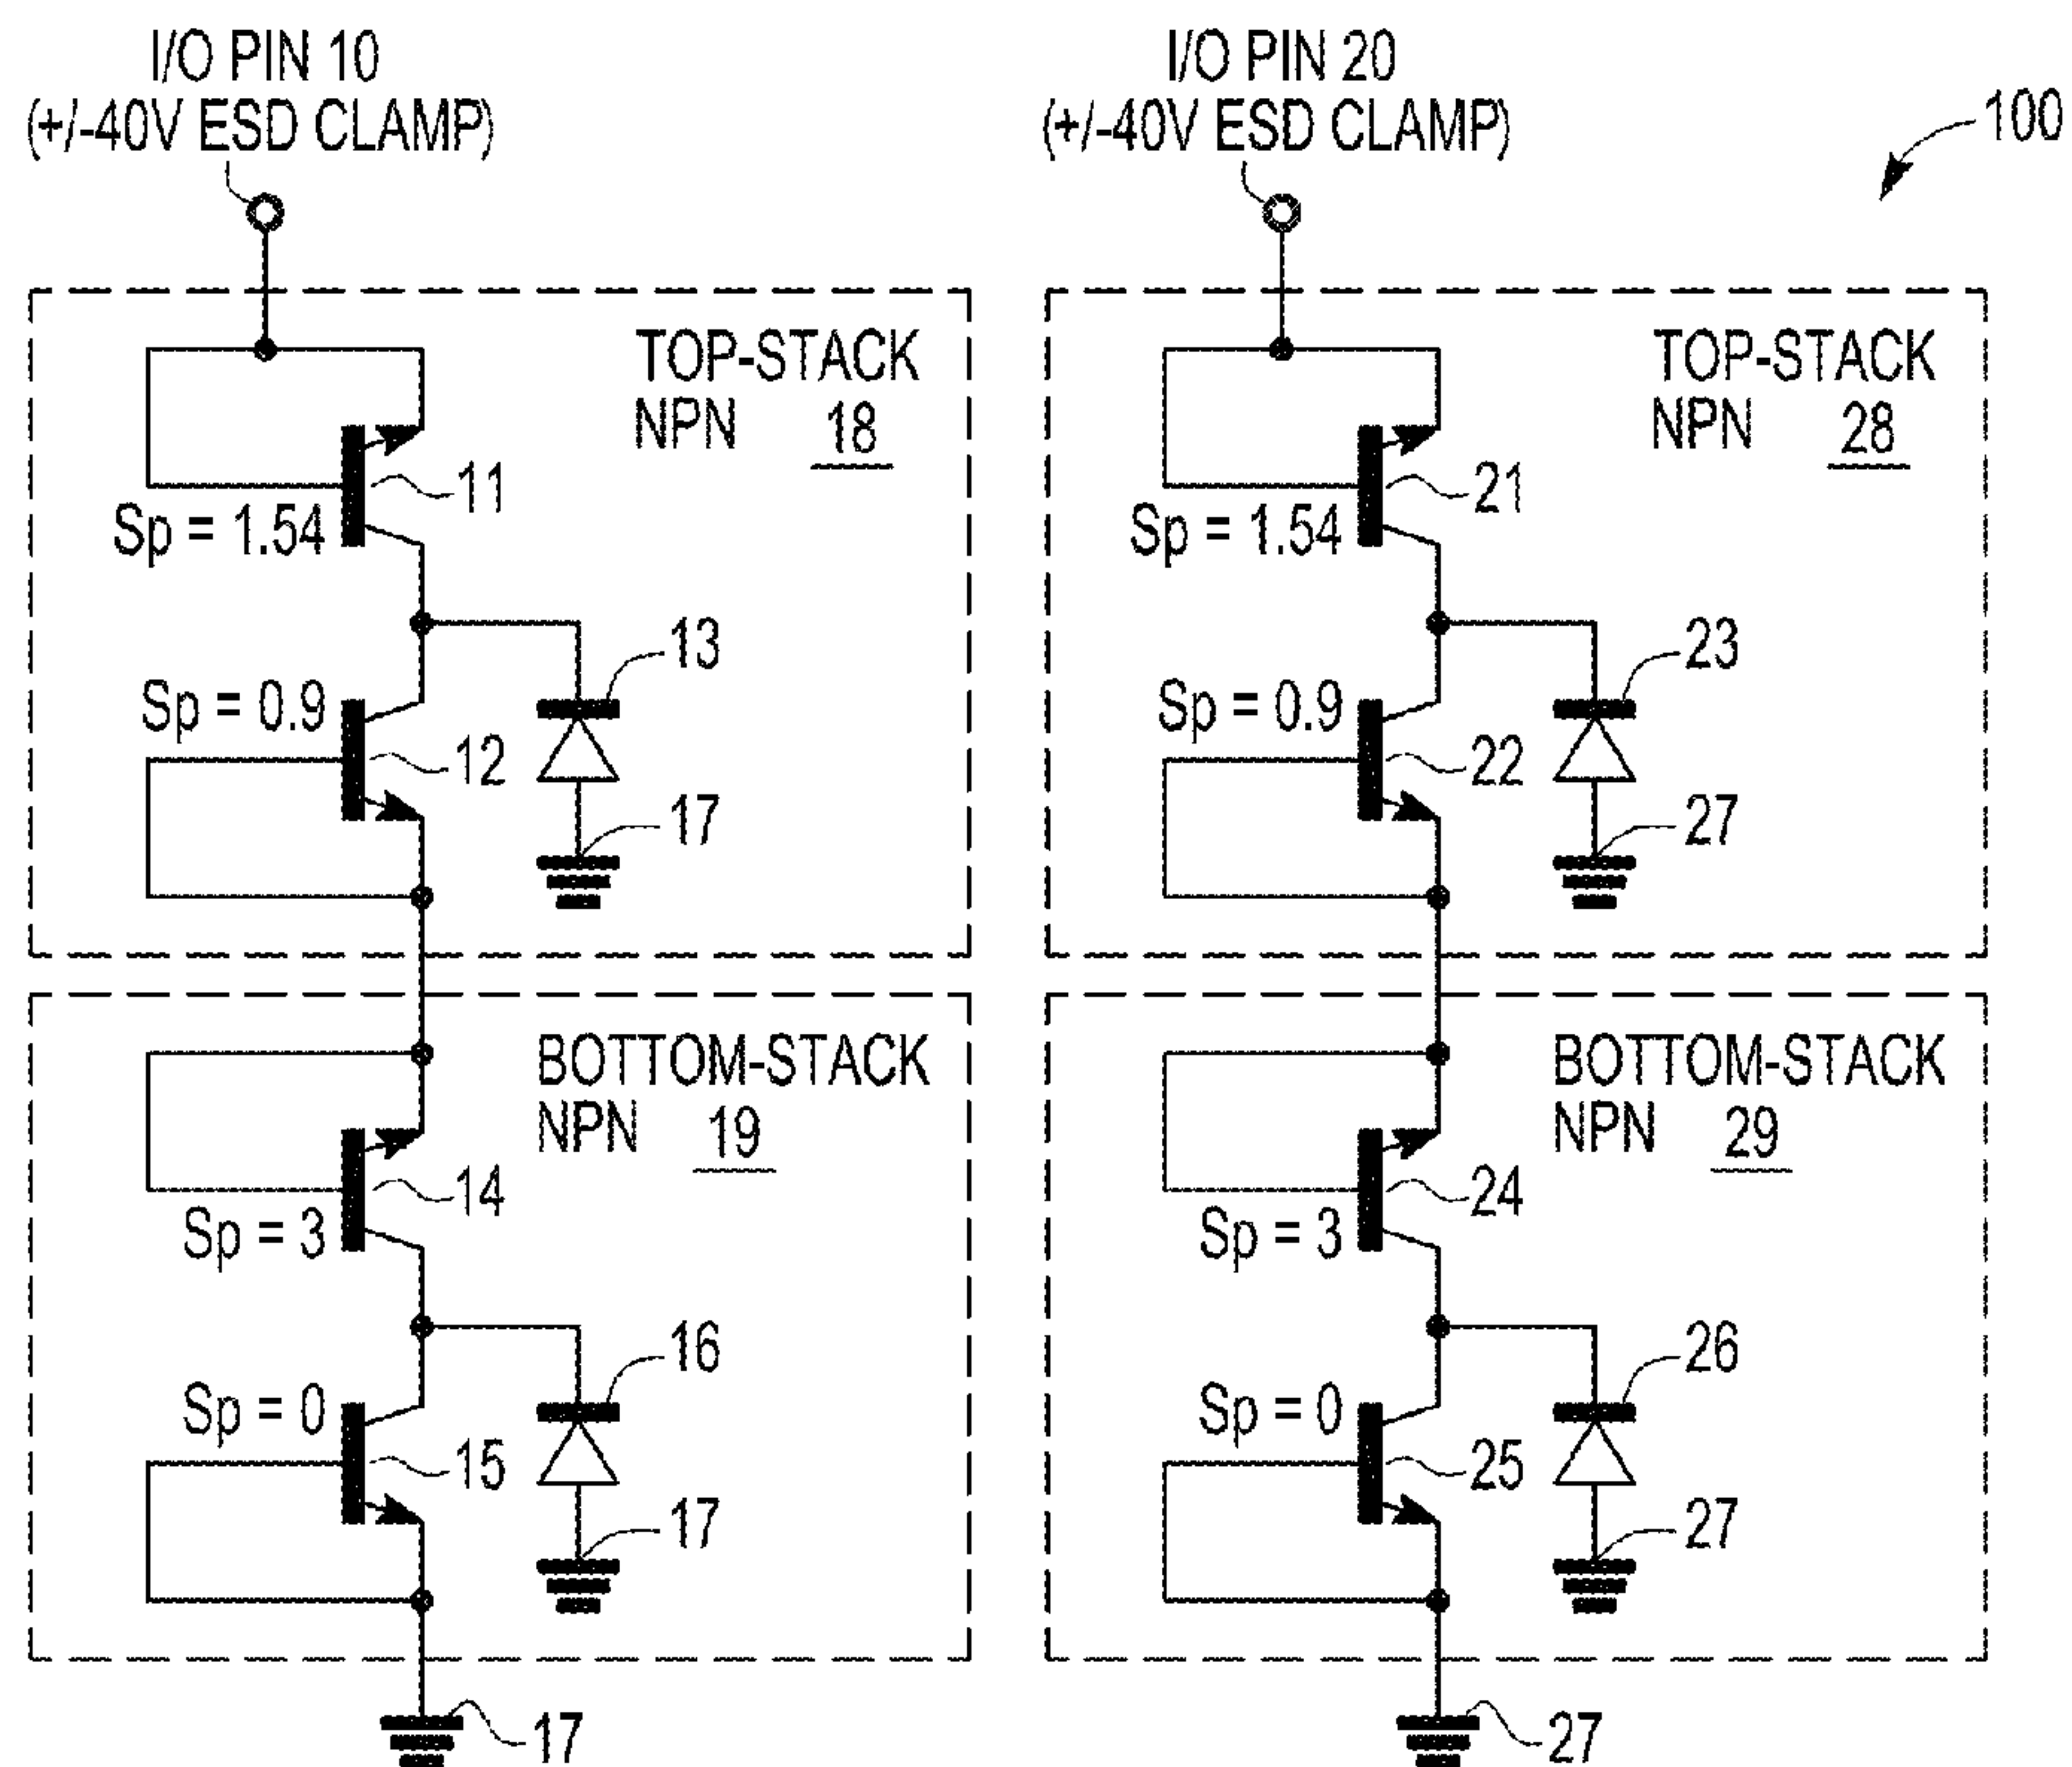 I/O PIN 10
(+/-40V ESD CLAMP)
TOP-STACK
NPN 18
11
Sp = 1.54
13
Sp = 0.9
12
17
BOTTOM-STACK
NPN 19
14
Sp = 3
16
Sp = 0
15
17
17
I/O PIN 20
(+/-40V ESD CLAMP)
100
TOP-STACK
NPN 28
21
Sp = 1.54
23
Sp = 0.9
22
27
BOTTOM-STACK
NPN 29
24
Sp = 3
26
Sp = 0
25
27
27